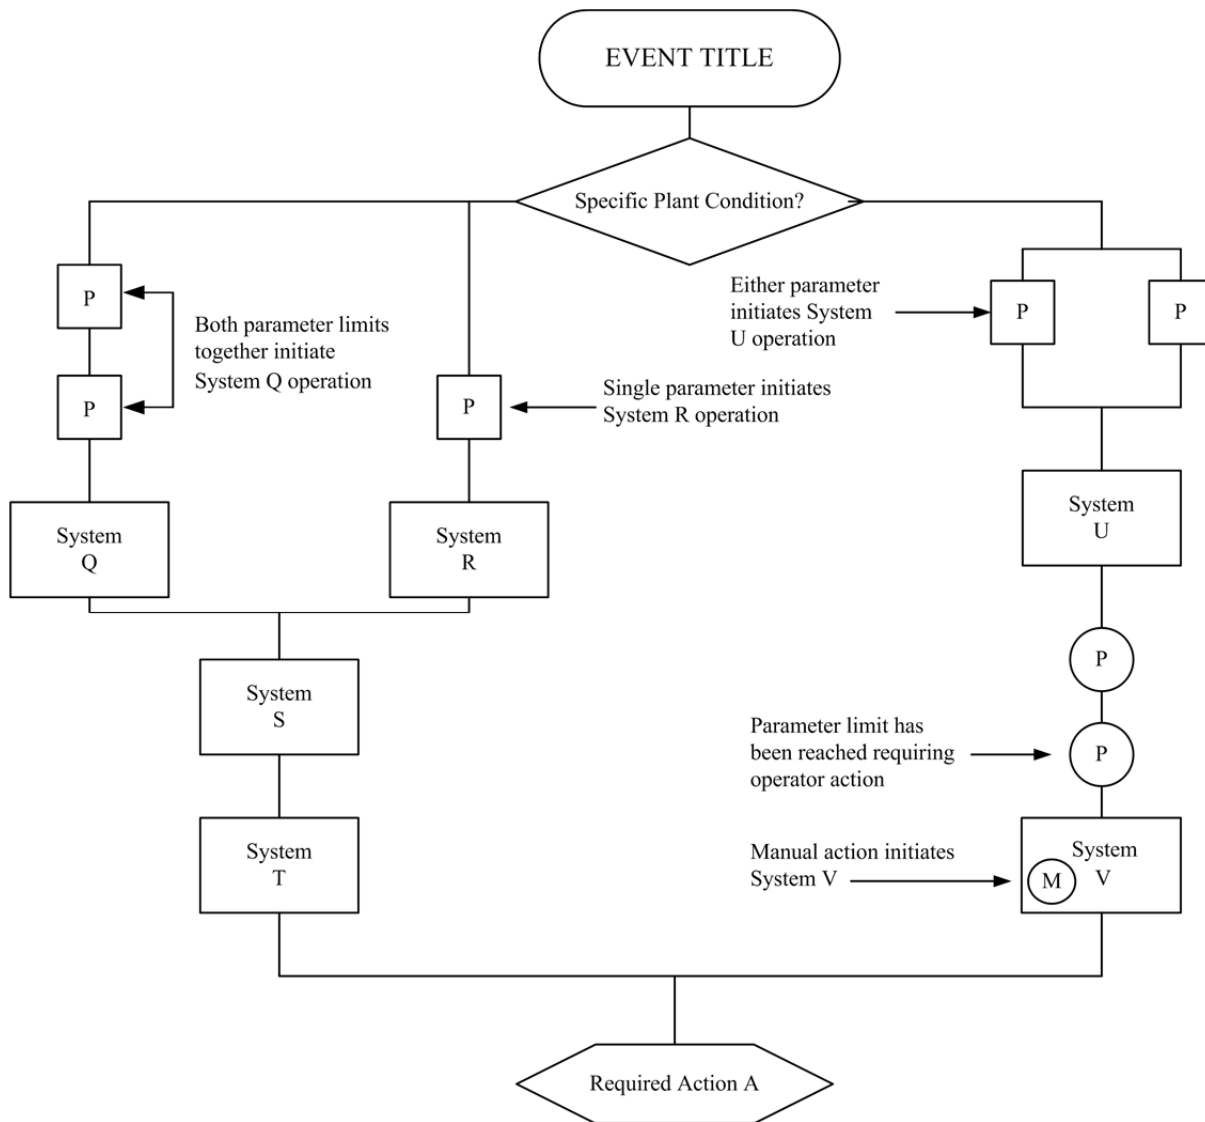 EVENT TITLE
Specific Plant Condition?
P
Both parameter limits
together initiate
System Q operation
P
P
Single parameter initiates
System R operation
Either parameter
initiates System
U operation
P
P
System
Q
System
R
System
U
System
S
P
Parameter limit has
been reached requiring
operator action
P
System
T
Manual action initiates
System V
System
V
M
Required Action A